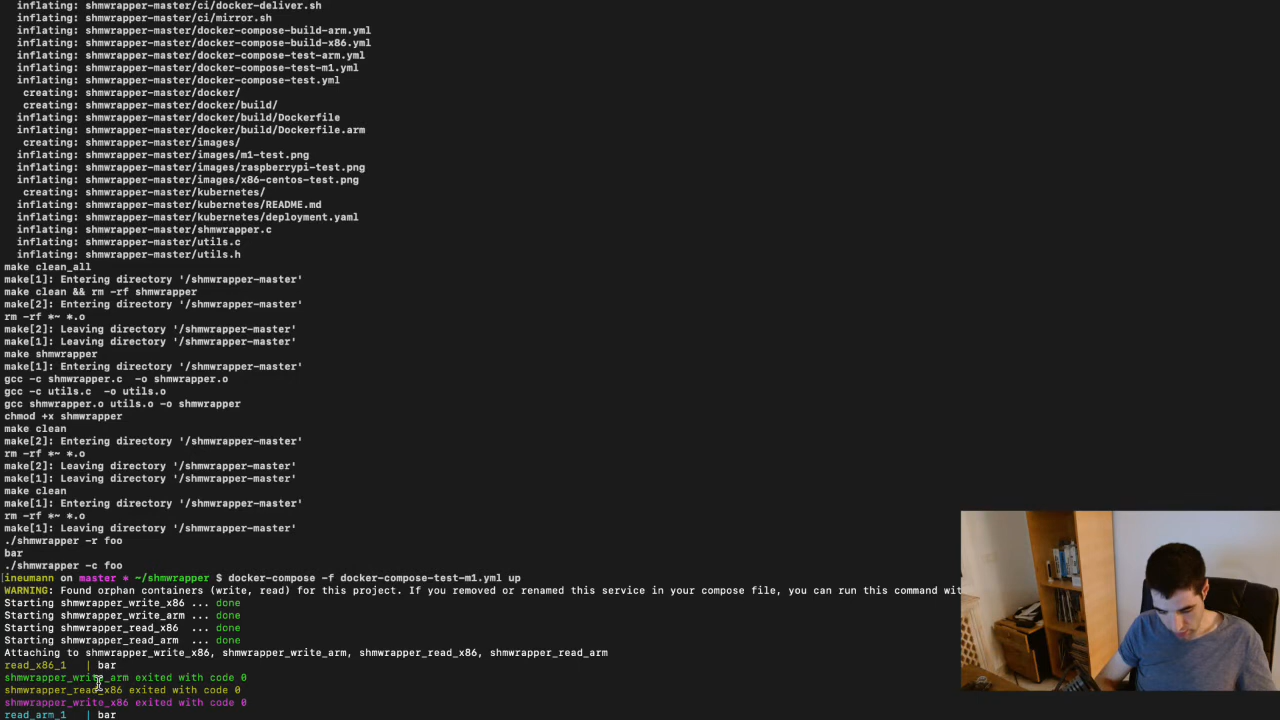 inflating: shmwrapper-master/ci/docker-deliver.sh
inflating: shmwrapper-master/ci/mirror.sh
inflating: shmwrapper-master/docker-compose-build-arm.yml
inflating: shmwrapper-master/docker-compose-build-x86.yml
inflating: shmwrapper-master/docker-compose-test-arm.yml
inflating: shmwrapper-master/docker-compose-test-m1.yml
inflating: shmwrapper-master/docker-compose-test.yml
creating: shmwrapper-master/docker/
creating: shmwrapper-master/docker/build/
inflating: shmwrapper-master/docker/build/Dockerfile
inflating: shmwrapper-master/docker/build/Dockerfile.arm
creating: shmwrapper-master/images/
inflating: shmwrapper-master/images/m1-test.png
inflating: shmwrapper-master/images/raspberrypi-test.png
inflating: shmwrapper-master/images/x86-centos-test.png
creating: shmwrapper-master/kubernetes/
inflating: shmwrapper-master/kubernetes/README.md
inflating: shmwrapper-master/kubernetes/deployment.yaml
inflating: shmwrapper-master/shmwrapper.c
inflating: shmwrapper-master/utils.c
inflating: shmwrapper-master/utils.h
make clean_all
make[1]: Entering directory '/shmwrapper-master'
make clean && rm -rf shmwrapper
make[2]: Entering directory '/shmwrapper-master'
rm -rf *~ *.o
make[2]: Leaving directory '/shmwrapper-master'
make[1]: Leaving directory '/shmwrapper-master'
make shmwrapper
make[1]: Entering directory '/shmwrapper-master'
gcc -c shmwrapper.c  -o shmwrapper.o
gcc -c utils.c  -o utils.o
gcc shmwrapper.o utils.o -o shmwrapper
chmod +x shmwrapper
make clean
make[2]: Entering directory '/shmwrapper-master'
rm -rf *~ *.o
make[2]: Leaving directory '/shmwrapper-master'
make[1]: Leaving directory '/shmwrapper-master'
make clean
make[1]: Entering directory '/shmwrapper-master'
rm -rf *~ *.o
make[1]: Leaving directory '/shmwrapper-master'
./shmwrapper -r foo
bar
./shmwrapper -c foo
ineumann on master * ~/shmwrapper $ docker-compose -f docker-compose-test-m1.yml up
WARNING: Found orphan containers (write, read) for this project. If you removed or renamed this service in your compose file, you can run this command wit
Starting shmwrapper_write_x86 ... done
Starting shmwrapper_write_arm ... done
Starting shmwrapper_read_x86  ... done
Starting shmwrapper_read_arm  ... done
Attaching to shmwrapper_write_x86, shmwrapper_write_arm, shmwrapper_read_x86, shmwrapper_read_arm
read_x86_1   | bar
shmwrapper_write_arm exited with code 0
shmwrapper_read_x86 exited with code 0
shmwrapper_write_x86 exited with code 0
read_arm_1   | bar